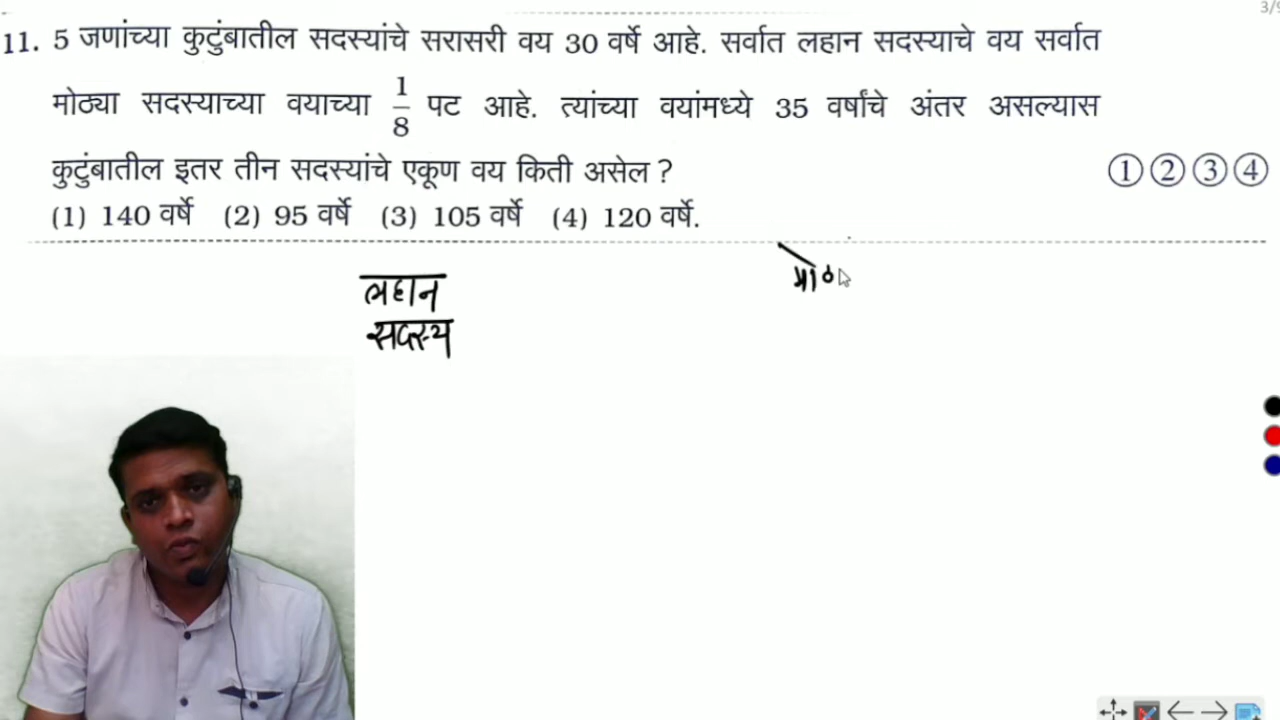 11. 5 जणांच्या कुटुंबातील सदस्यांचे सरासरी वय 30 वर्षे आहे. सर्वात लहान सदस्याचे वय सर्वात
मोठ्या सदस्याच्या वयाच्या 1/8 पट आहे. त्यांच्या वयांमध्ये 35 वर्षांचे अंतर असल्यास
कुटुंबातील इतर तीन सदस्यांचे एकूण वय किती असेल ? ① ② ③ ④
(1) 140 वर्षे (2) 95 वर्षे (3) 105 वर्षे (4) 120 वर्षे.
लहान
सदस्य